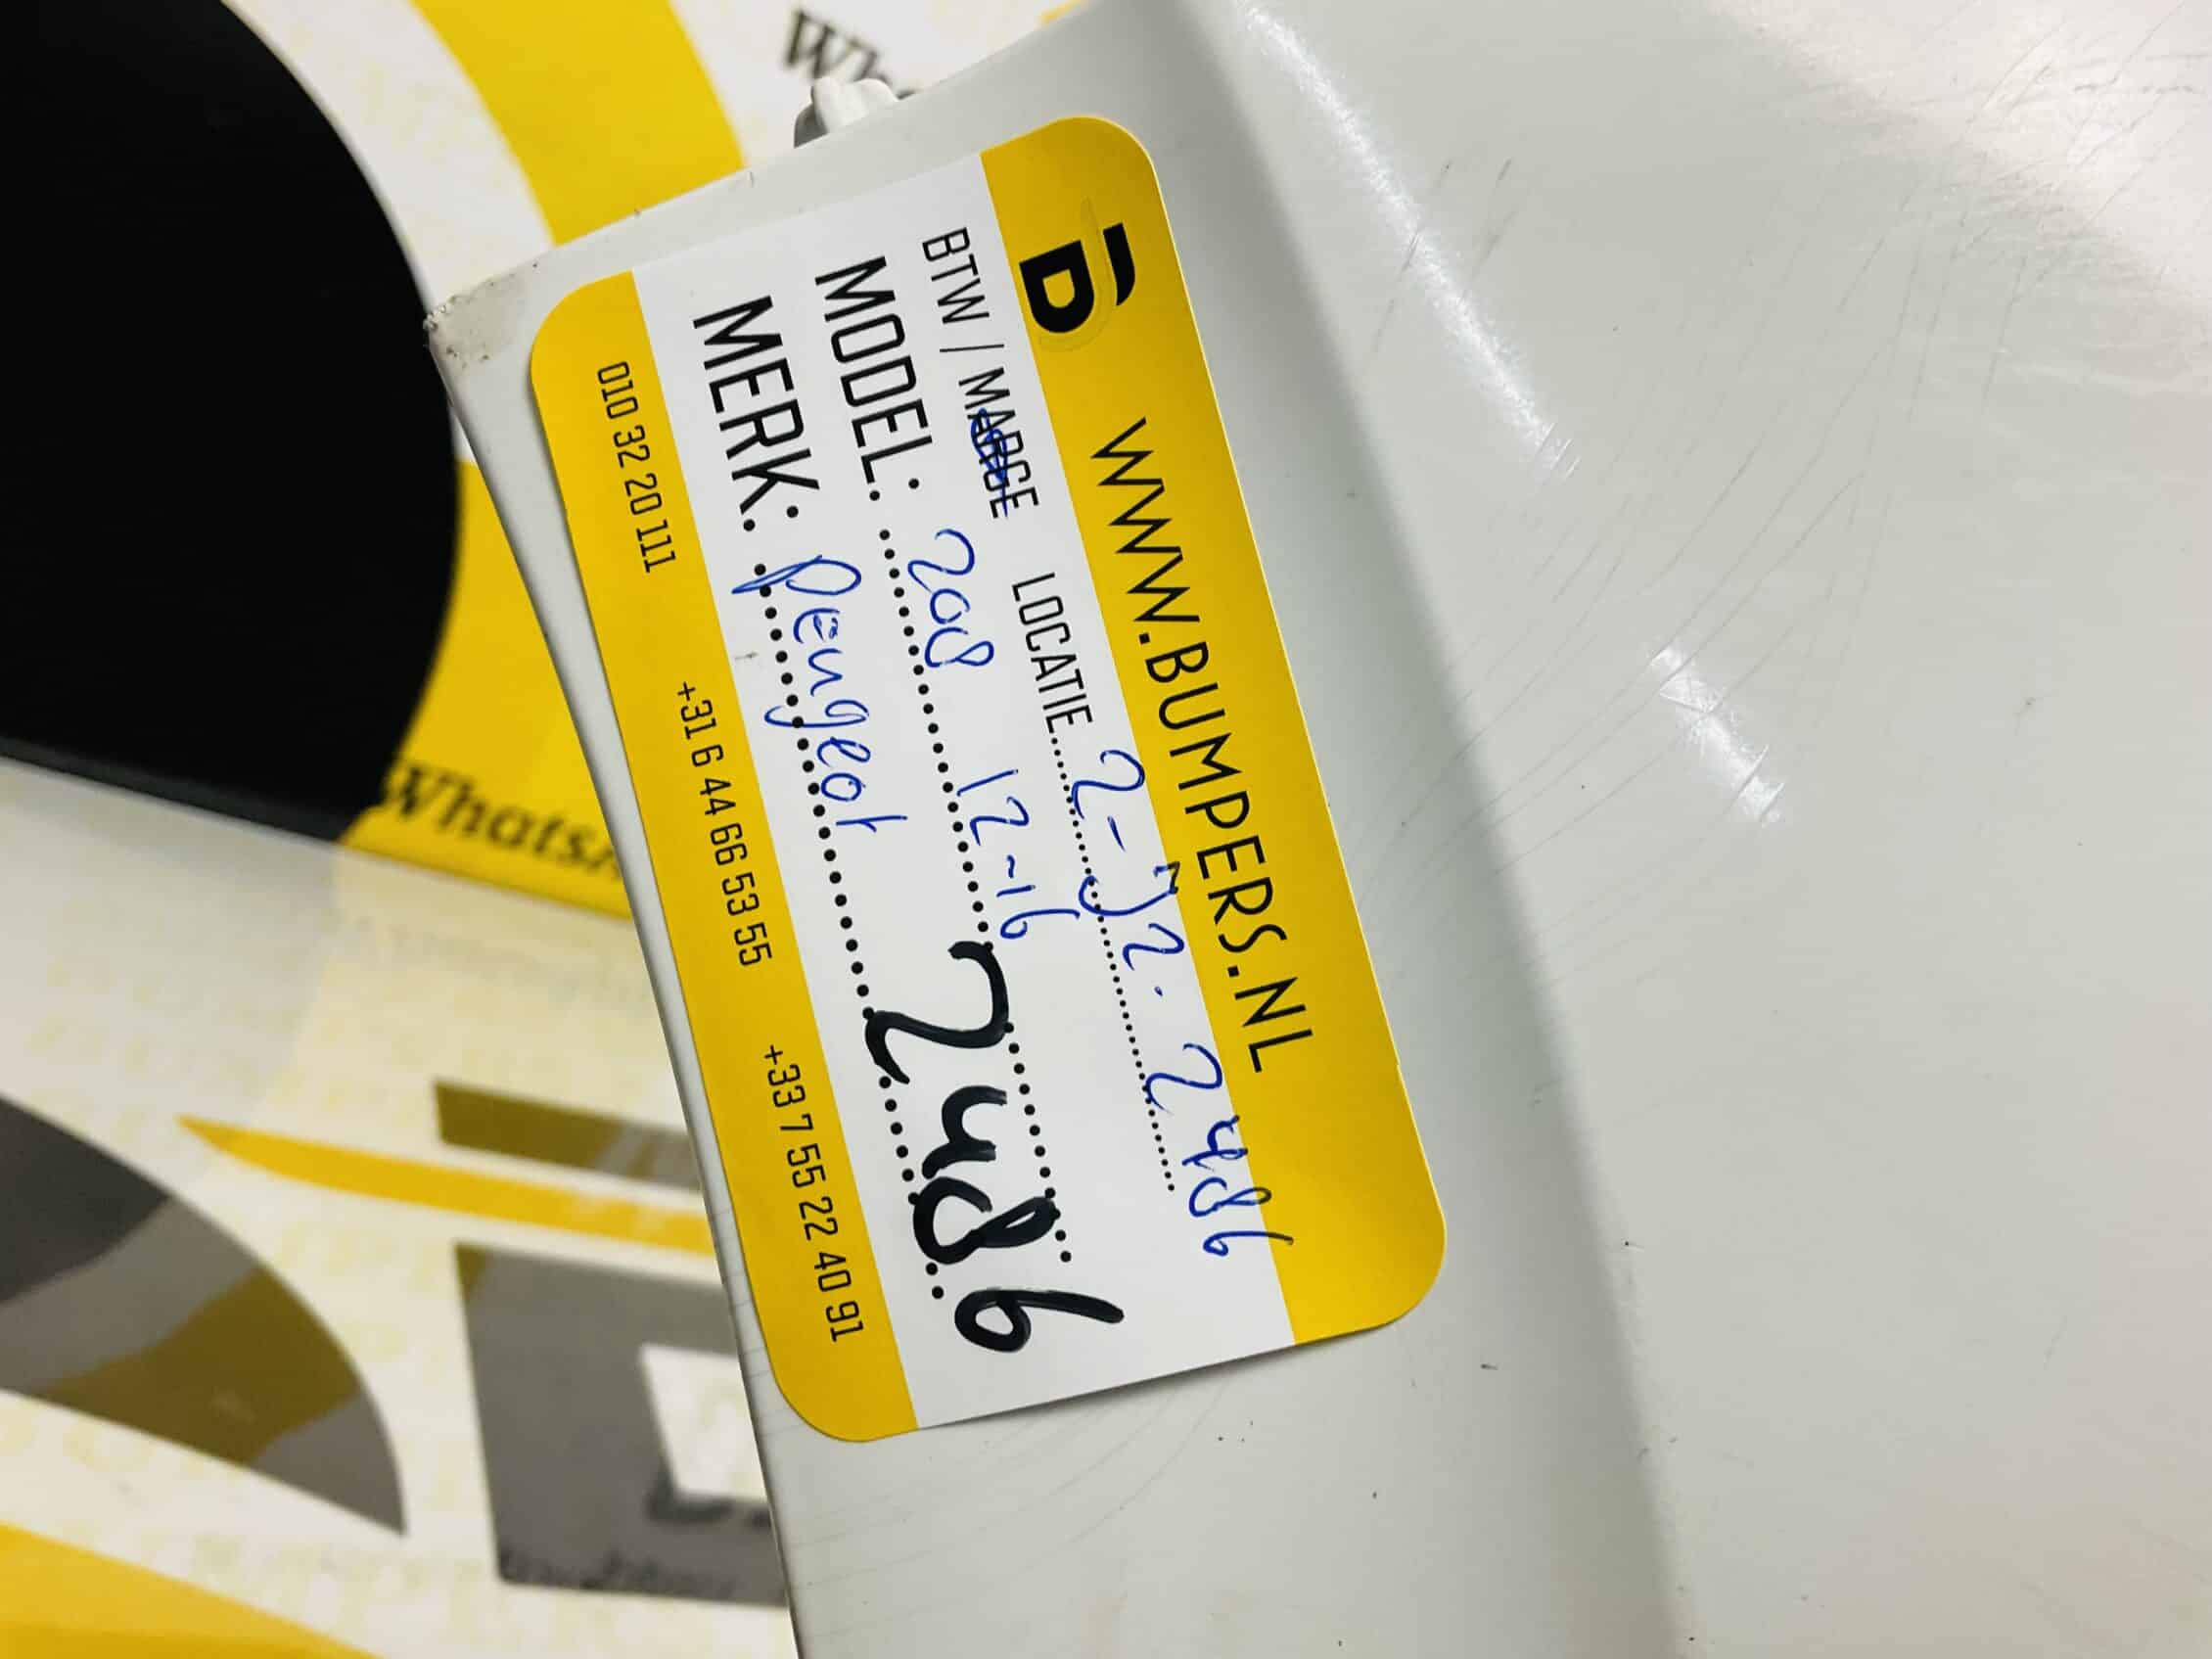 WWW.BUMPERS.NL
BTW / MARGE LOCATIE 2-J2. 2486
MODEL: 208 12-16
MERK: PEugeot 2486
010 32 20 111 +31 6 44 66 53 55 +33 7 55 22 40 91
Whats